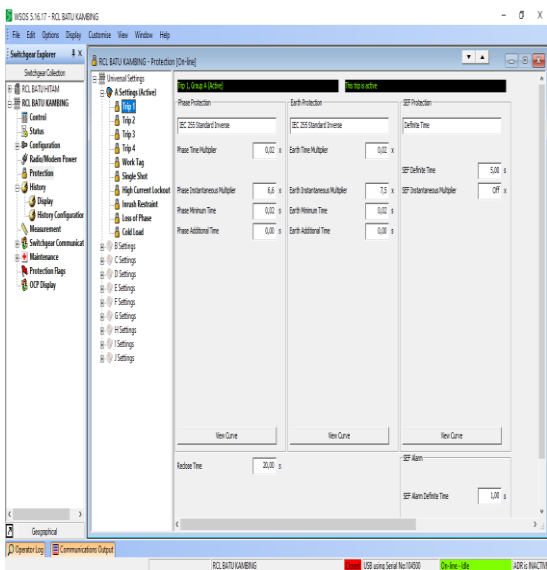 WSOS 5.16.17 - RCL BATU KAMBING
File Edit Options Display Customise View Window Help
Switchgear Explorer
Switchgear Collection
RCL BATU HITAM
RCL BATU KAMBING
Control
Status
Configuration
Radio/Modem Power
Protection
History
Display
History Configuration
Measurement
Switchgear Communicat
Maintenance
Protection Flags
OCP Display
Geographical
RCL BATU KAMBING - Protection [On-line]
Universal Settings
A Settings (Active)
Trip 1
Trip 2
Trip 3
Trip 4
Work Tag
Single Shot
High Current Lockout
Inrush Restraint
Loss of Phase
Cold Load
B Settings
C Settings
D Settings
E Settings
F Settings
G Settings
H Settings
I Settings
J Settings
Trip 1, Group A (Active) This trip is active
Phase Protection
IEC 255 Standard Inverse
Phase Time Multiplier 0,02 x
Phase Instantaneous Multiplier 6,6 x
Phase Minimum Time 0,02 s
Phase Additional Time 0,00 s
View Curve
Earth Protection
IEC 255 Standard Inverse
Earth Time Multiplier 0,02 x
Earth Instantaneous Multiplier 7,5 x
Earth Minimum Time 0,02 s
Earth Additional Time 0,00 s
View Curve
SEF Protection
Definite Time
SEF Definite Time 5,00 s
SEF Instantaneous Multiplier Off x
View Curve
Reclose Time 20,00 s
SEF Alarm
SEF Alarm Definite Time 1,00 s
Operator Log Communications Output
RCL BATU KAMBING Closed USB using Serial No:104500 On-line - Idle ADR is INACTIV